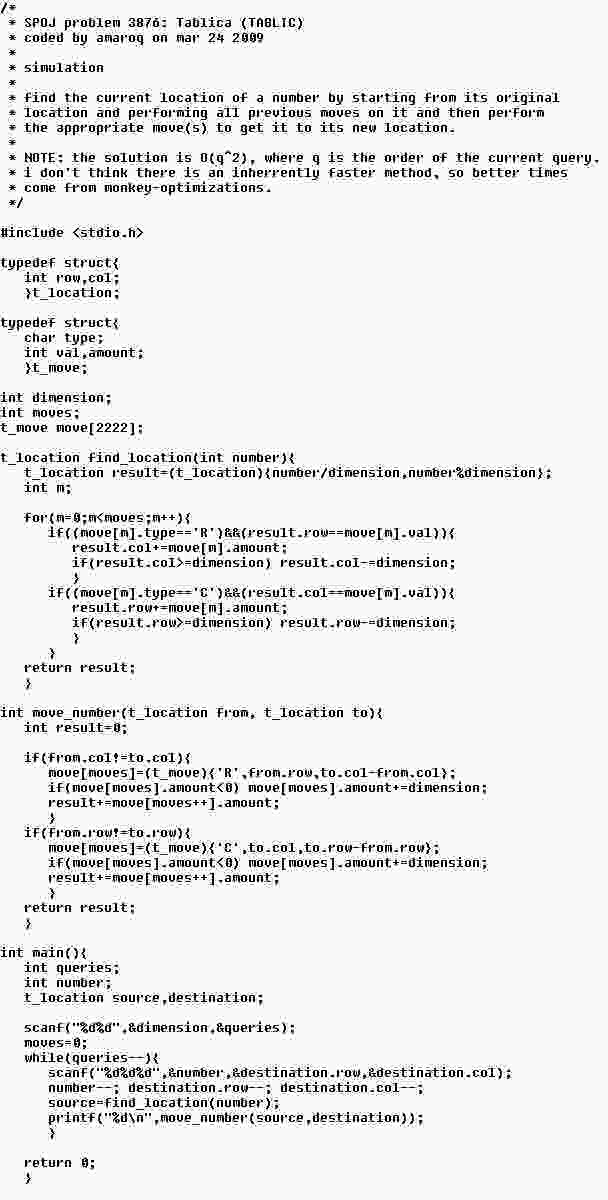 /*
 * SPOJ problem 3876: Tablica (TABLIC)
 * coded by amaroq on mar 24 2009
 *
 * simulation
 *
 * find the current location of a number by starting from its original
 * location and performing all previous moves on it and then perform
 * the appropriate move(s) to get it to its new location.
 *
 * NOTE: the solution is O(q^2), where q is the order of the current query.
 * i don't think there is an inherrently faster method, so better times
 * come from monkey-optimizations.
 */

#include <stdio.h>

typedef struct{
   int row,col;
   }t_location;

typedef struct{
   char type;
   int val,amount;
   }t_move;

int dimension;
int moves;
t_move move[2222];

t_location find_location(int number){
   t_location result=(t_location){number/dimension,number%dimension};
   int m;

   for(m=0;m<moves;m++){
      if((move[m].type=='R')&&(result.row==move[m].val)){
         result.col+=move[m].amount;
         if(result.col>=dimension) result.col-=dimension;
         }
      if((move[m].type=='C')&&(result.col==move[m].val)){
         result.row+=move[m].amount;
         if(result.row>=dimension) result.row-=dimension;
         }
      }
   return result;
   }

int move_number(t_location from, t_location to){
   int result=0;

   if(from.col!=to.col){
      move[moves]=(t_move){'R',from.row,to.col-from.col};
      if(move[moves].amount<0) move[moves].amount+=dimension;
      result+=move[moves++].amount;
      }
   if(from.row!=to.row){
      move[moves]=(t_move){'C',to.col,to.row-from.row};
      if(move[moves].amount<0) move[moves].amount+=dimension;
      result+=move[moves++].amount;
      }
   return result;
   }

int main(){
   int queries;
   int number;
   t_location source,destination;

   scanf("%d%d",&dimension,&queries);
   moves=0;
   while(queries--){
      scanf("%d%d%d",&number,&destination.row,&destination.col);
      number--; destination.row--; destination.col--;
      source=find_location(number);
      printf("%d\n",move_number(source,destination));
      }

   return 0;
   }